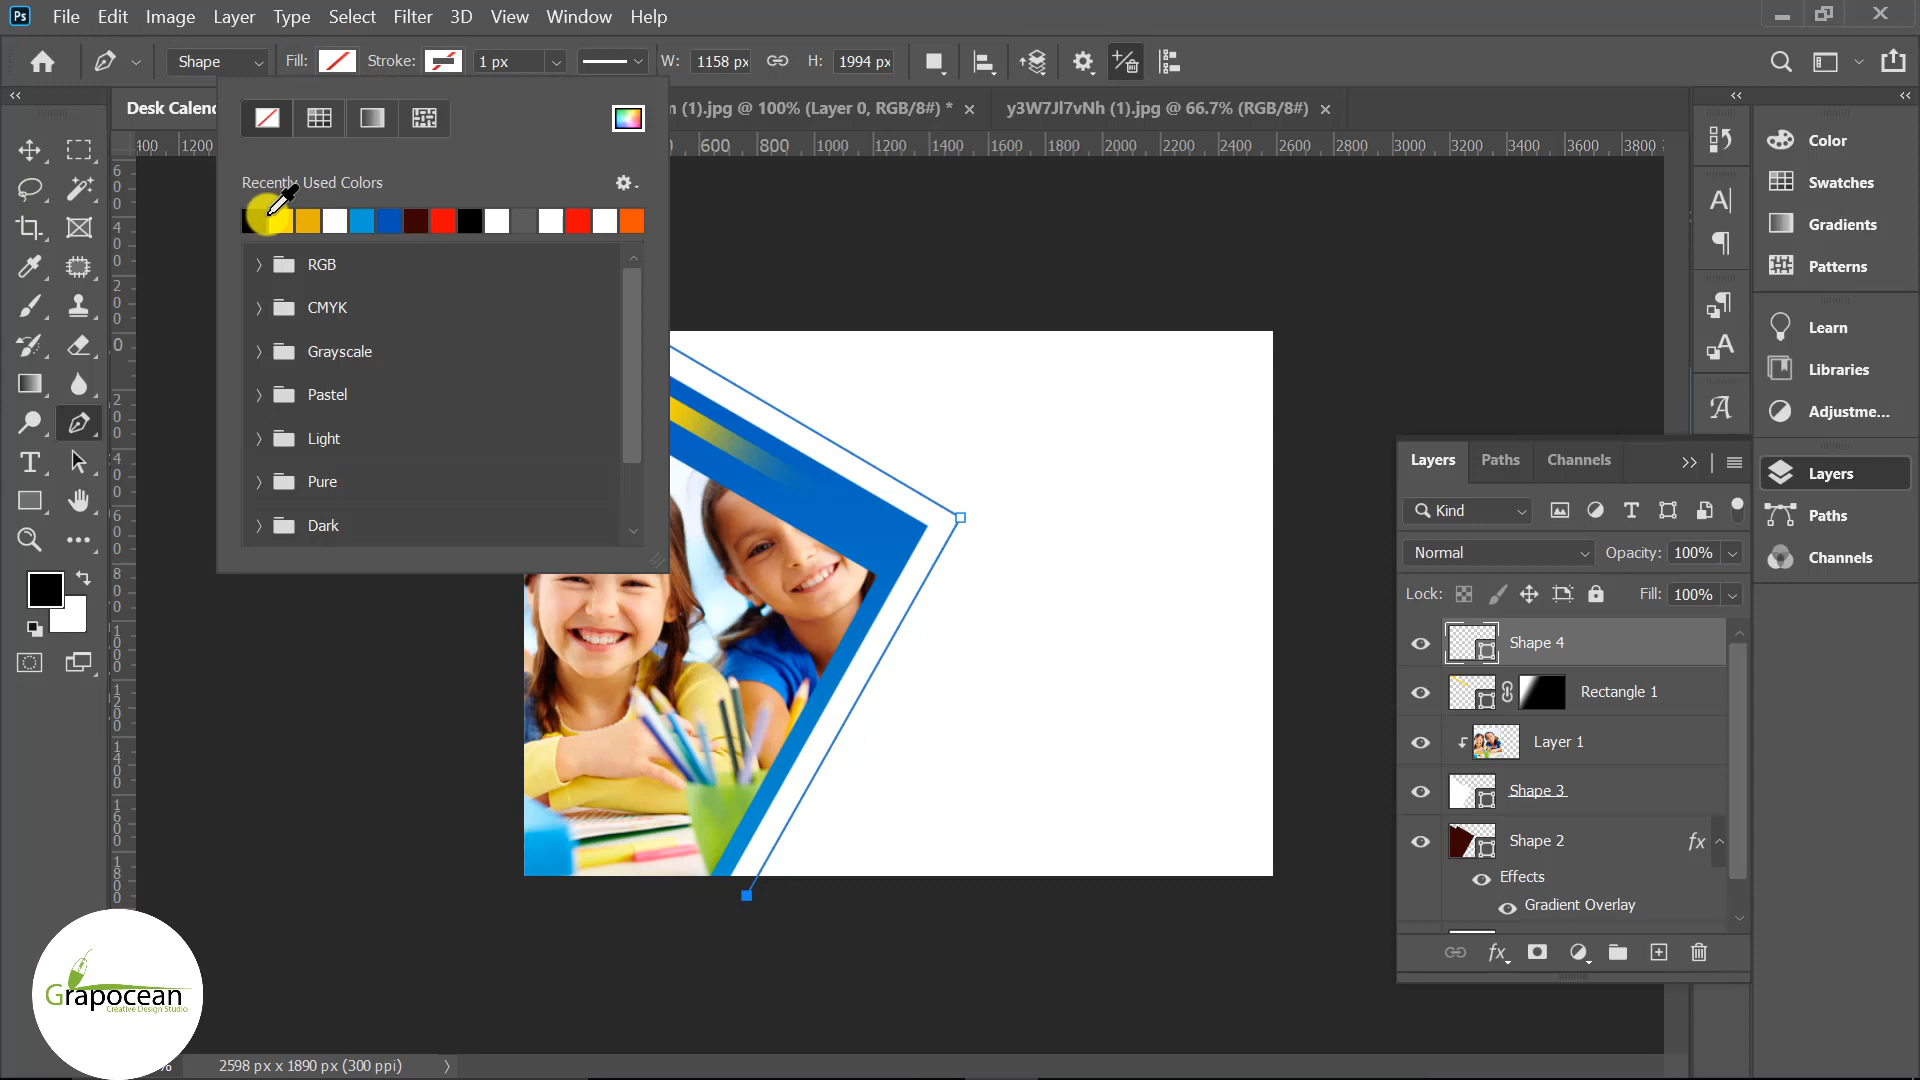 Ps File Edit Image Layer Type Select Filter 3D View Window Help
Shape Fill: Stroke: 1 px W: 1158 px H: 1994 px
Desk Calend (1).jpg @ 100% (Layer 0, RGB/8#) * y3W7Jl7vNh (1).jpg @ 66.7% (RGB/8#)
400 1200 600 800 1000 1200 1400 1600 1800 2000 2200 2400 2600 2800 3000 3200 3400 3600 3800
Recently Used Colors
RGB
CMYK
Grayscale
Pastel
Light
Pure
Dark
Color
Swatches
Gradients
Patterns
Learn
Libraries
Adjustme...
Layers
Paths
Channels
Layers Paths Channels
Kind
Normal Opacity: 100%
Lock: Fill: 100%
Shape 4
Rectangle 1
Layer 1
Shape 3
Shape 2 fx
Effects
Gradient Overlay
fx
Grapocean
Creative Design Studio
% 2598 px x 1890 px (300 ppi)